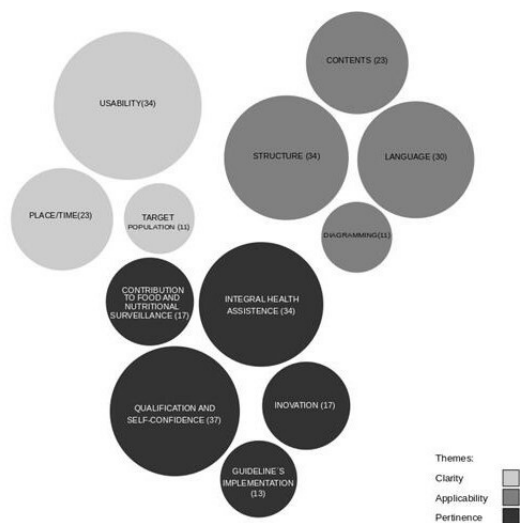 USABILITY(34)
PLACE/TIME(23)
TARGET
POPULATION (11)
CONTENTS (23)
STRUCTURE (34)
LANGUAGE (30)
DIAGRAMMING(11)
CONTRIBUTION
TO FOOD AND
NUTRITIONAL
SURVEILLANCE (17)
INTEGRAL HEALTH
ASSISTENCE (34)
QUALIFICATION AND
SELF-CONFIDENCE (37)
INOVATION (17)
GUIDELINE´S
IMPLEMENTATION
(13)
Themes:
Clarity
Applicability
Pertinence